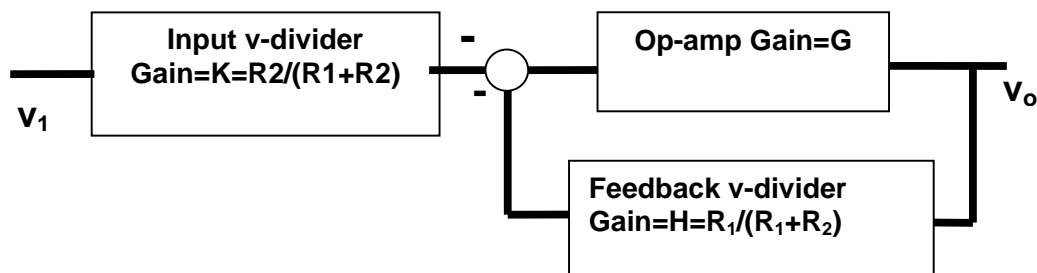 Input v-divider
Gain=K=R2/(R1+R2)
-
-
Op-amp Gain=G
v₁
vₒ
Feedback v-divider
Gain=H=R₁/(R₁+R₂)